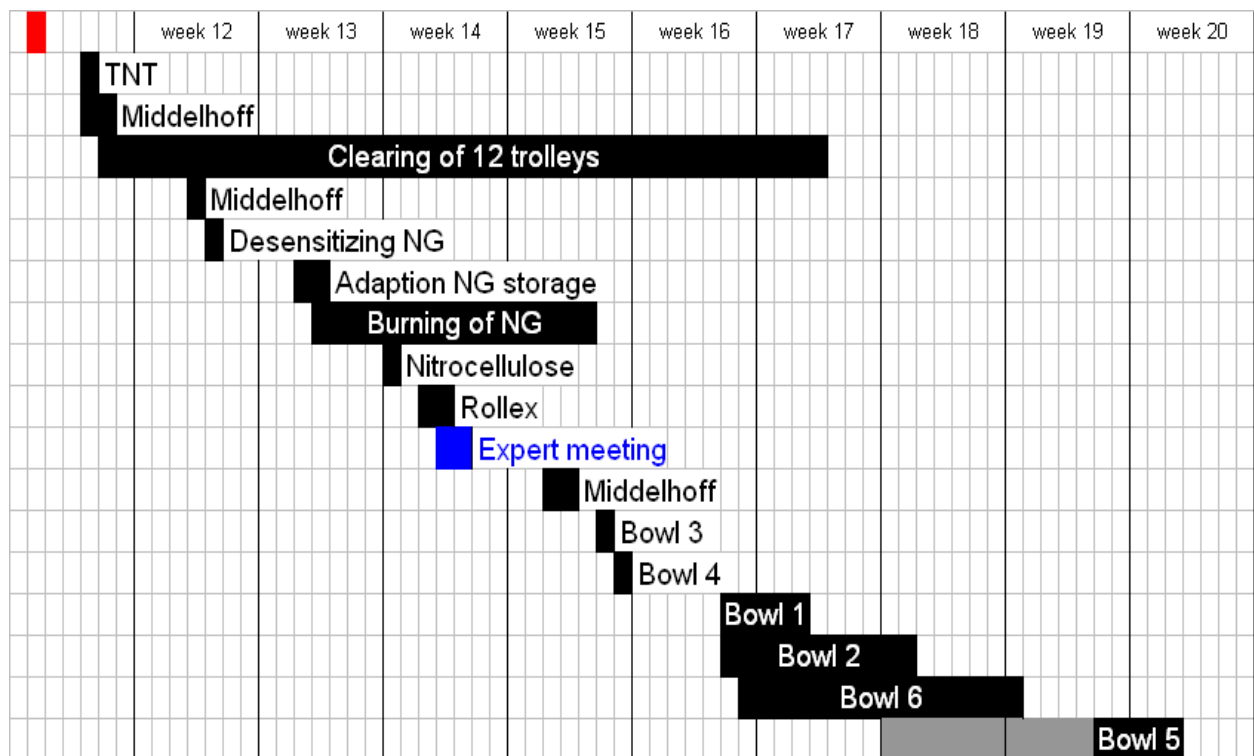 week 12 week 13 week 14 week 15 week 16 week 17 week 18 week 19 week 20
TNT
Middelhoff
Clearing of 12 trolleys
Middelhoff
Desensitizing NG
Adaption NG storage
Burning of NG
Nitrocellulose
Rollex
Expert meeting
Middelhoff
Bowl 3
Bowl 4
Bowl 1
Bowl 2
Bowl 6
Bowl 5